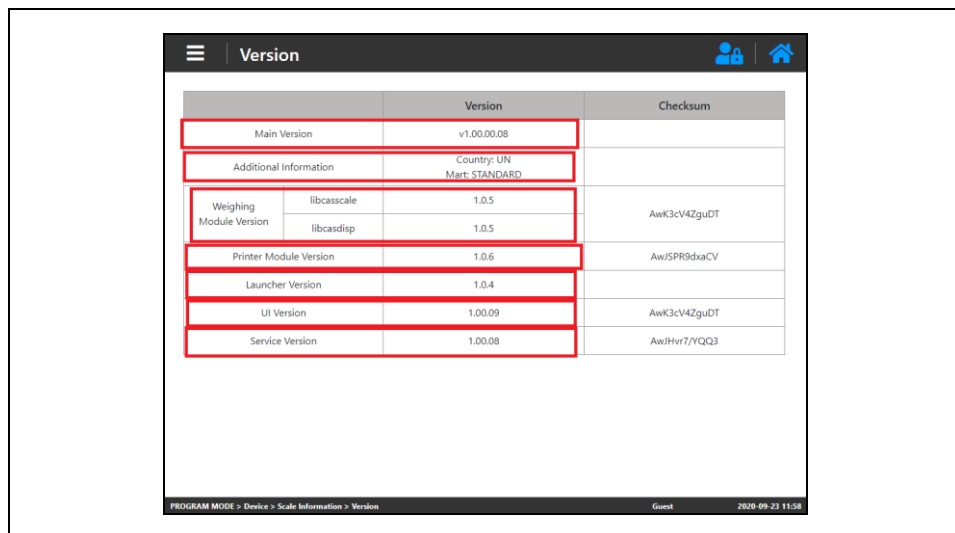 Version
Version Checksum
Main Version v1.00.00.08
Additional Information Country: UN
Mart: STANDARD
Weighing
Module Version
libcasscale 1.0.5 AwK3cV4ZguDT
libcasdisp 1.0.5
Printer Module Version 1.0.6 AwJSPR9dxaCV
Launcher Version 1.0.4
UI Version 1.00.09 AwK3cV4ZguDT
Service Version 1.00.08 AwJHvr7/YQQ3
PROGRAM MODE > Device > Scale Information > Version Guest 2020-09-23 11:58